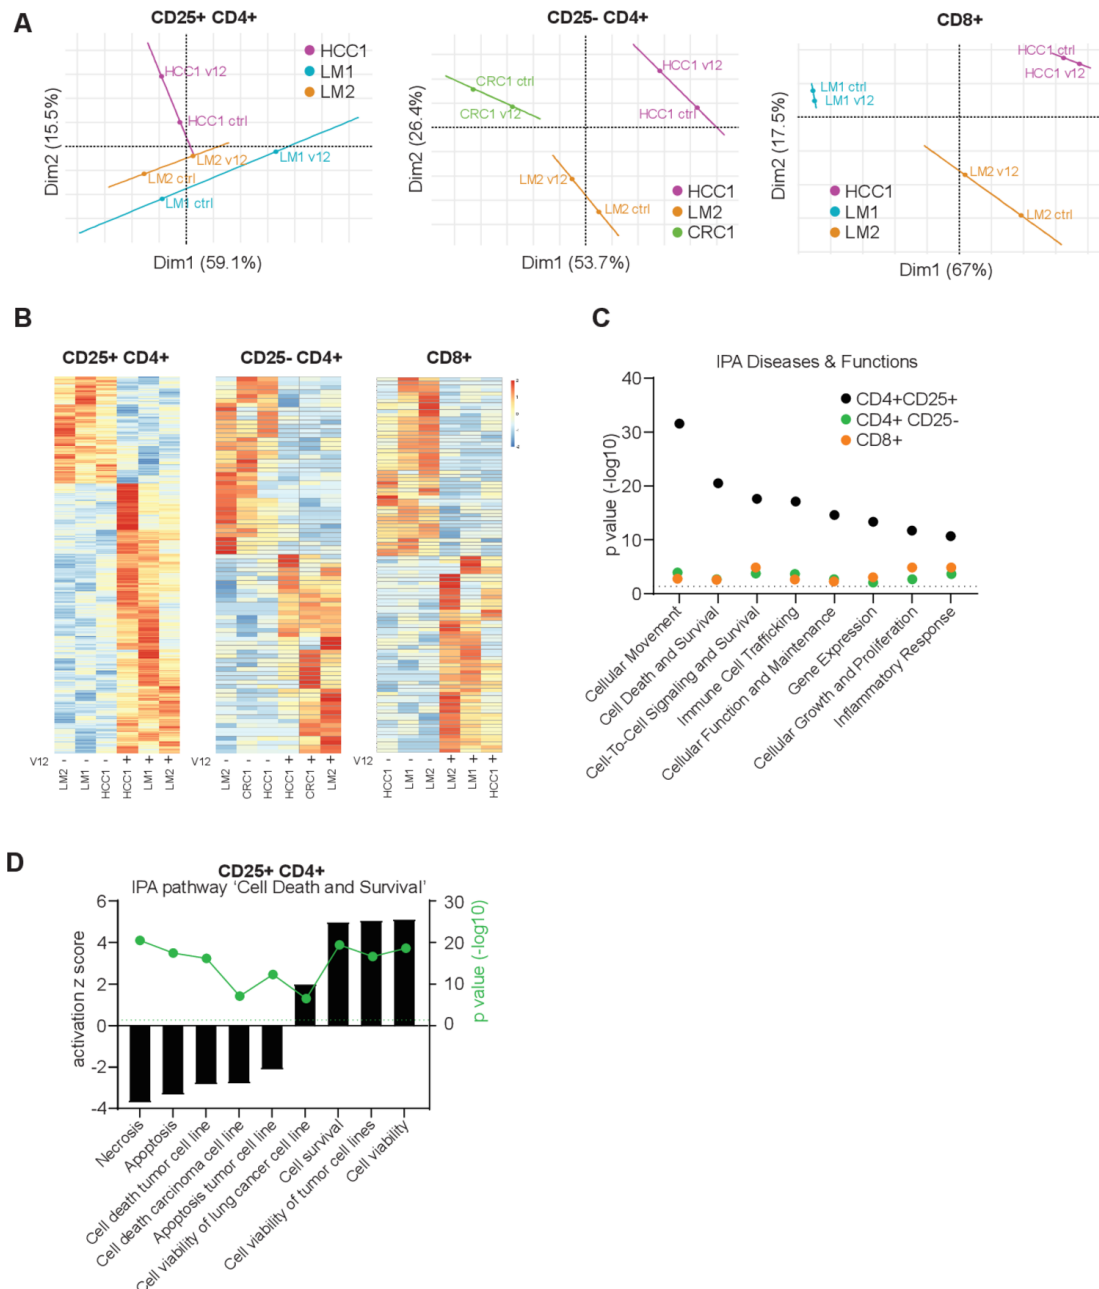 A
CD25+ CD4+
HCC1
LM1
LM2
HCC1 v12
HCC1 ctrl
LM2 v12
LM1 v12
LM2 ctrl
LM1 ctrl
Dim2 (15.5%)
Dim1 (59.1%)
CD25- CD4+
CRC1 ctrl
CRC1 v12
HCC1 v12
HCC1 ctrl
LM2 v12
LM2 ctrl
HCC1
LM2
CRC1
Dim2 (26.4%)
Dim1 (53.7%)
CD8+
HCC1 ctrl
HCC1 v12
LM1 ctrl
LM1 v12
LM2 v12
LM2 ctrl
HCC1
LM1
LM2
Dim2 (17.5%)
Dim1 (67%)
B
CD25+ CD4+
V12 - - - + + +
LM2 LM1 HCC1 HCC1 LM1 LM2
CD25- CD4+
V12 - - - + + +
LM2 CRC1 HCC1 HCC1 CRC1 LM2
CD8+
- - - + + +
HCC1 LM1 LM2 LM2 LM1 HCC1
C
IPA Diseases & Functions
40
30
20
10
0
p value (-log10)
CD4+CD25+
CD4+ CD25-
CD8+
Cellular Movement
Cell Death and Survival
Cell-To-Cell Signaling and Survival
Immune Cell Trafficking
Cellular Function and Maintenance
Gene Expression
Cellular Growth and Proliferation
Inflammatory Response
D
CD25+ CD4+
IPA pathway ‘Cell Death and Survival’
6
4
2
0
-2
-4
activation z score
30
20
10
0
p value (-log10)
Necrosis
Apoptosis
Cell death tumor cell line
Cell death carcinoma cell line
Apoptosis tumor cell line
Cell viability of lung cancer cell line
Cell survival
Cell viability of tumor cell lines
Cell viability